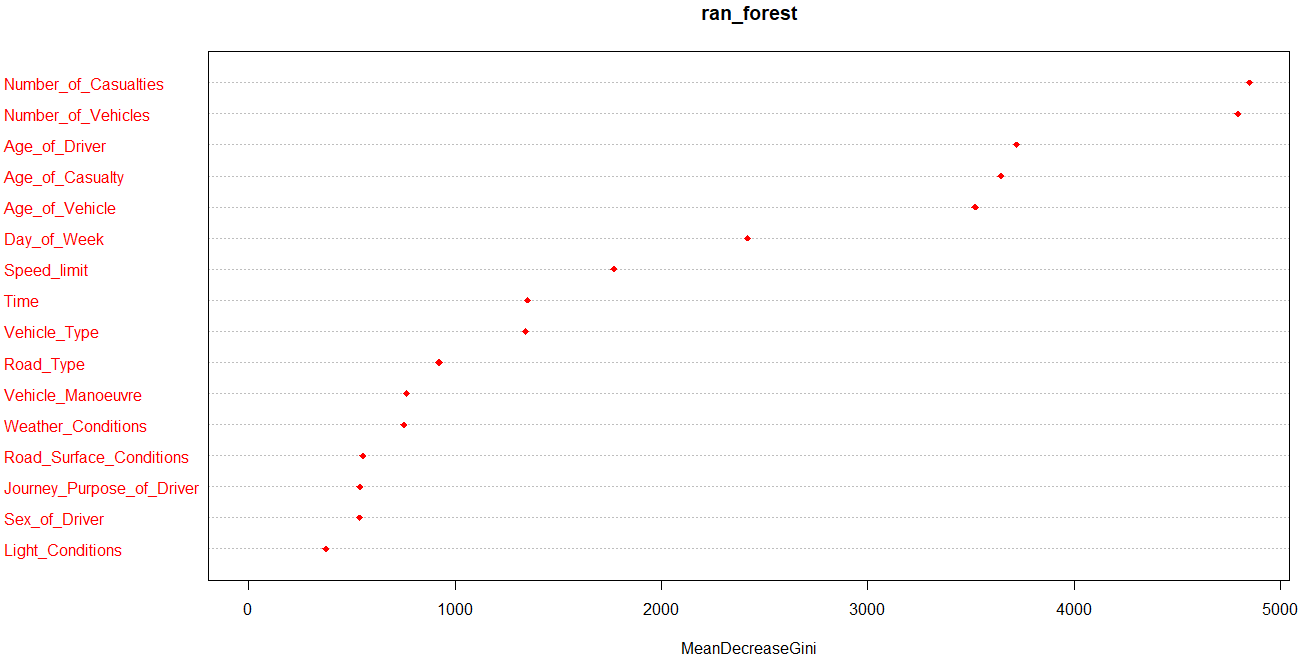 ran_forest
Number_of_Casualties
Number_of_Vehicles
Age_of_Driver
Age_of_Casualty
Age_of_Vehicle
Day_of_Week
Speed_limit
Time
Vehicle_Type
Road_Type
Vehicle_Manoeuvre
Weather_Conditions
Road_Surface_Conditions
Journey_Purpose_of_Driver
Sex_of_Driver
Light_Conditions
0 1000 2000 3000 4000 5000
MeanDecreaseGini